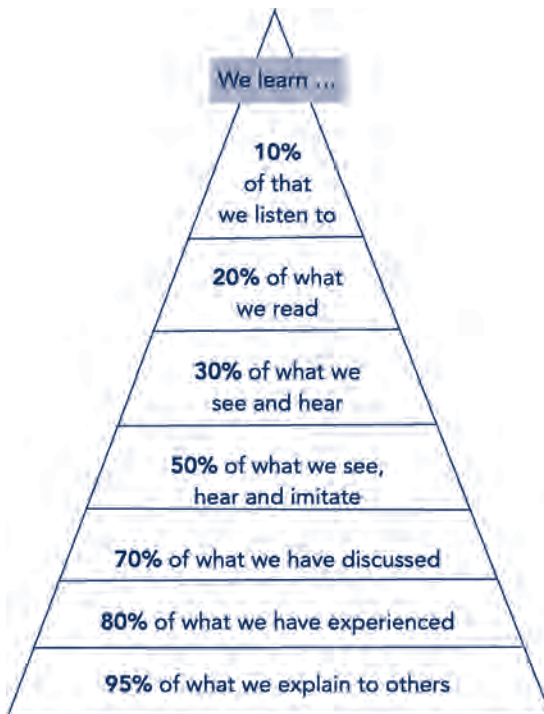 We learn ...
10%
of that
we listen to
20% of what
we read
30% of what we
see and hear
50% of what we see,
hear and imitate
70% of what we have discussed
80% of what we have experienced
95% of what we explain to others